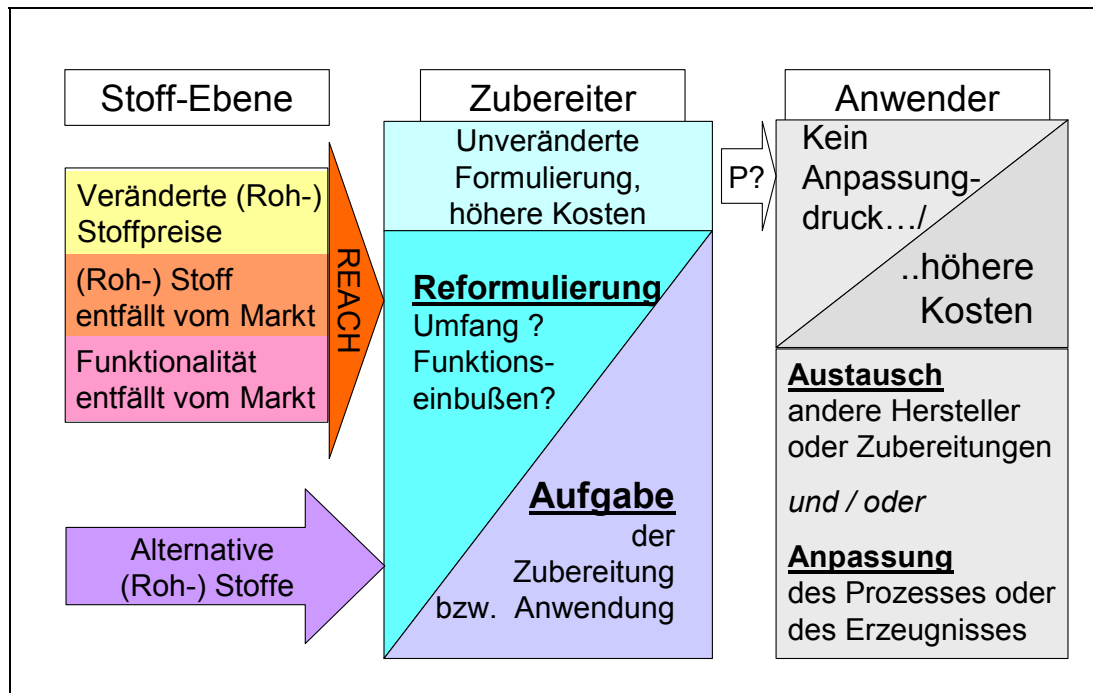 Stoff-Ebene
Veränderte (Roh-)
Stoffpreise
(Roh-) Stoff
entfällt vom Markt
Funktionalität
entfällt vom Markt
REACH
Alternative
(Roh-) Stoffe
Zubereiter
Unveränderte
Formulierung,
höhere Kosten
Reformulierung
Umfang ?
Funktions-
einbußen?
Aufgabe
der
Zubereitung
bzw. Anwendung
P?
Anwender
Kein
Anpassung-
druck…/
..höhere
Kosten
Austausch
andere Hersteller
oder Zubereitungen
und / oder
Anpassung
des Prozesses oder
des Erzeugnisses